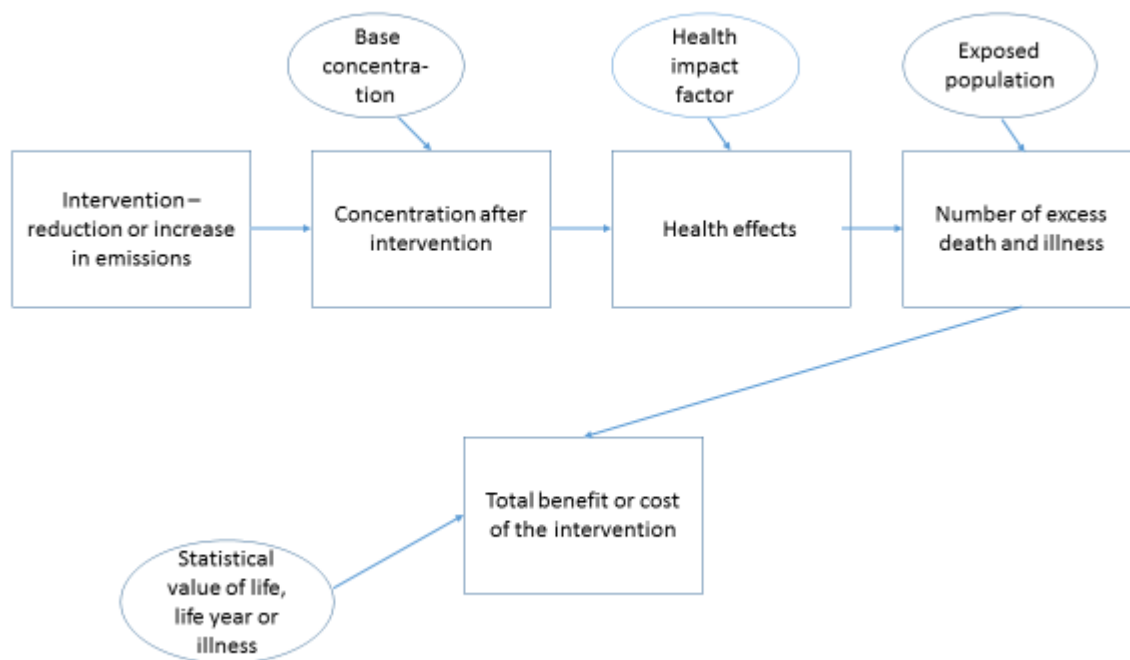 Base
concentra-
tion
Health
impact
factor
Exposed
population
Intervention –
reduction or increase
in emissions
Concentration after
intervention
Health effects
Number of excess
death and illness
Total benefit or cost
of the intervention
Statistical
value of life,
life year or
illness